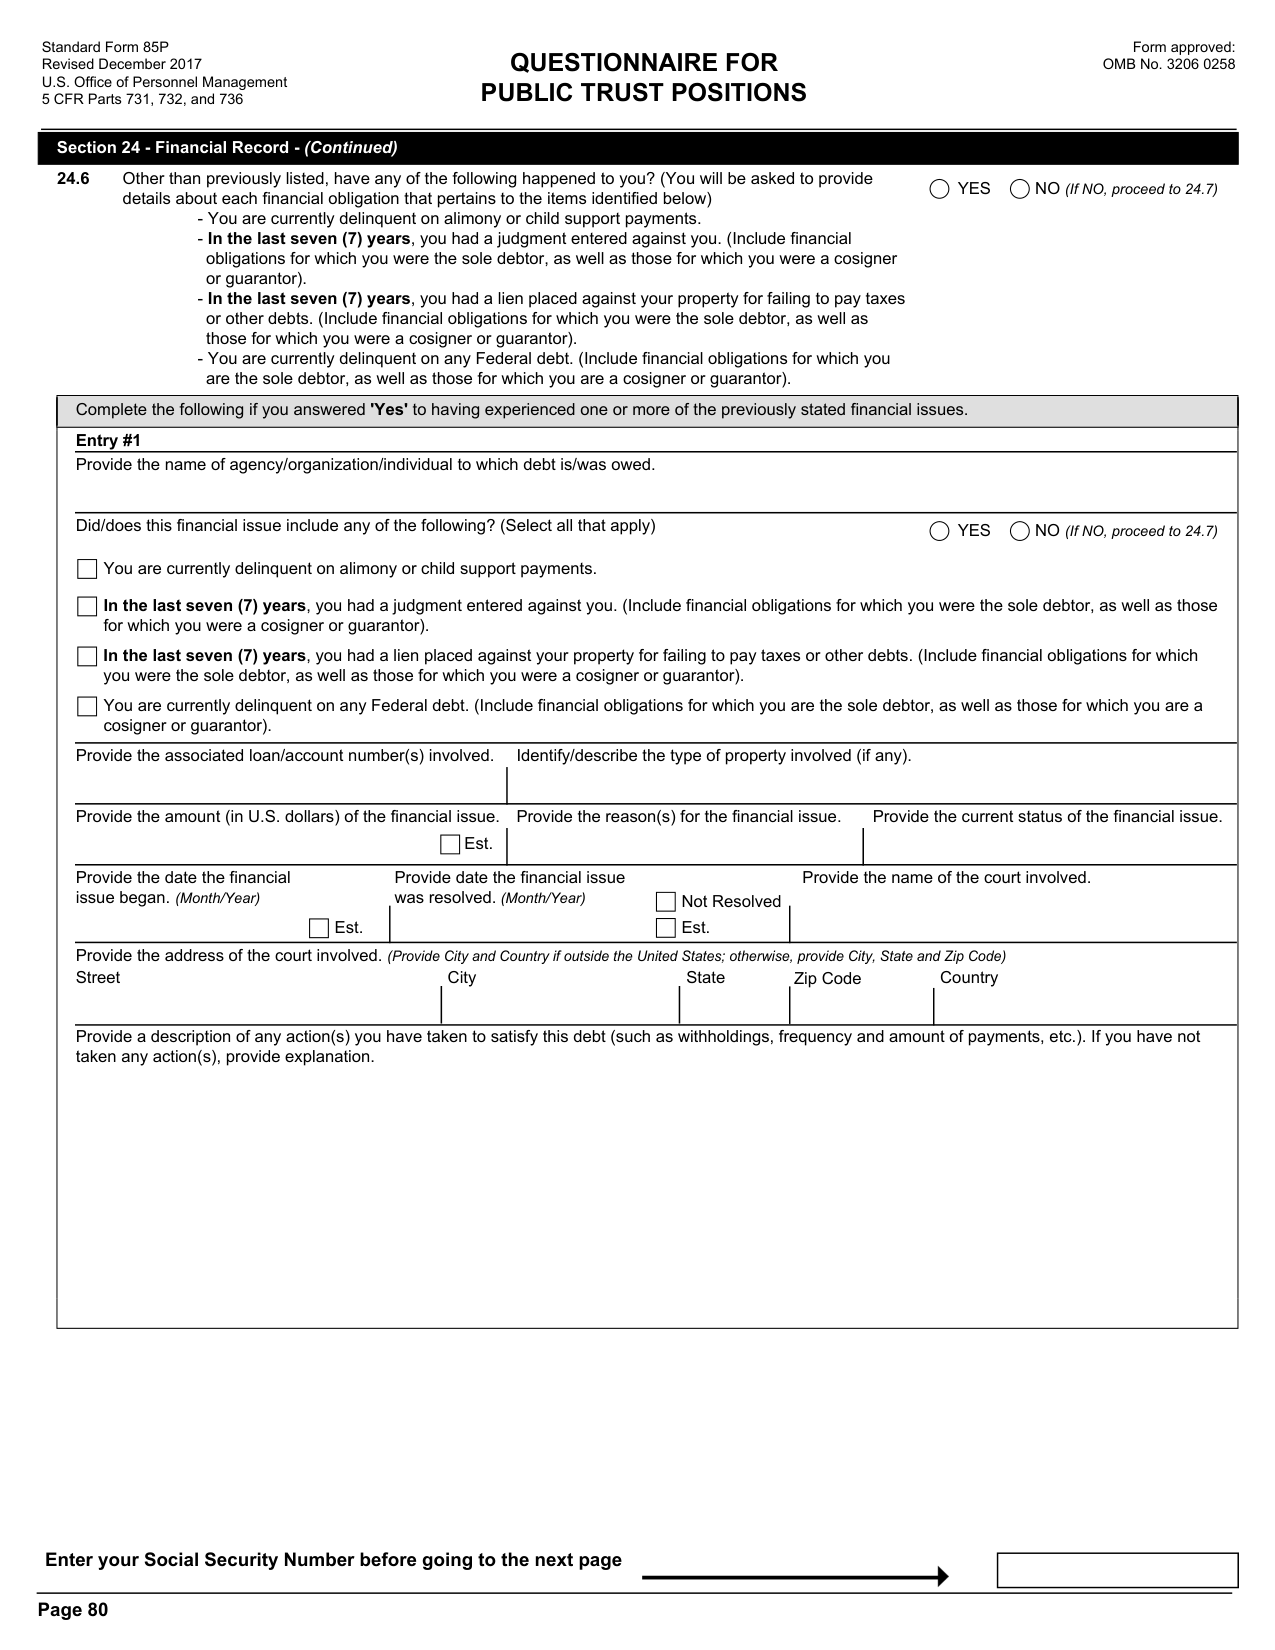 Standard Form 85P
Revised December 2017
U.S. Office of Personnel Management
5 CFR Parts 731, 732, and 736
QUESTIONNAIRE FOR
PUBLIC TRUST POSITIONS
Form approved:
OMB No. 3206 0258
Section 24 - Financial Record - (Continued)
24.6 Other than previously listed, have any of the following happened to you? (You will be asked to provide
details about each financial obligation that pertains to the items identified below)
YES NO (If NO, proceed to 24.7)
- You are currently delinquent on alimony or child support payments.
- In the last seven (7) years, you had a judgment entered against you. (Include financial
obligations for which you were the sole debtor, as well as those for which you were a cosigner
or guarantor).
- In the last seven (7) years, you had a lien placed against your property for failing to pay taxes
or other debts. (Include financial obligations for which you were the sole debtor, as well as
those for which you were a cosigner or guarantor).
- You are currently delinquent on any Federal debt. (Include financial obligations for which you
are the sole debtor, as well as those for which you are a cosigner or guarantor).
Complete the following if you answered 'Yes' to having experienced one or more of the previously stated financial issues.
Entry #1
Provide the name of agency/organization/individual to which debt is/was owed.
Did/does this financial issue include any of the following? (Select all that apply)
YES NO (If NO, proceed to 24.7)
You are currently delinquent on alimony or child support payments.
In the last seven (7) years, you had a judgment entered against you. (Include financial obligations for which you were the sole debtor, as well as those
for which you were a cosigner or guarantor).
In the last seven (7) years, you had a lien placed against your property for failing to pay taxes or other debts. (Include financial obligations for which
you were the sole debtor, as well as those for which you were a cosigner or guarantor).
You are currently delinquent on any Federal debt. (Include financial obligations for which you are the sole debtor, as well as those for which you are a
cosigner or guarantor).
Provide the associated loan/account number(s) involved.
Identify/describe the type of property involved (if any).
Provide the amount (in U.S. dollars) of the financial issue.
Est.
Provide the reason(s) for the financial issue.
Provide the current status of the financial issue.
Provide the date the financial
issue began. (Month/Year)
Est.
Provide date the financial issue
was resolved. (Month/Year)
Not Resolved
Est.
Provide the name of the court involved.
Provide the address of the court involved. (Provide City and Country if outside the United States; otherwise, provide City, State and Zip Code)
Street City State Zip Code Country
Provide a description of any action(s) you have taken to satisfy this debt (such as withholdings, frequency and amount of payments, etc.). If you have not
taken any action(s), provide explanation.
Enter your Social Security Number before going to the next page
Page 80